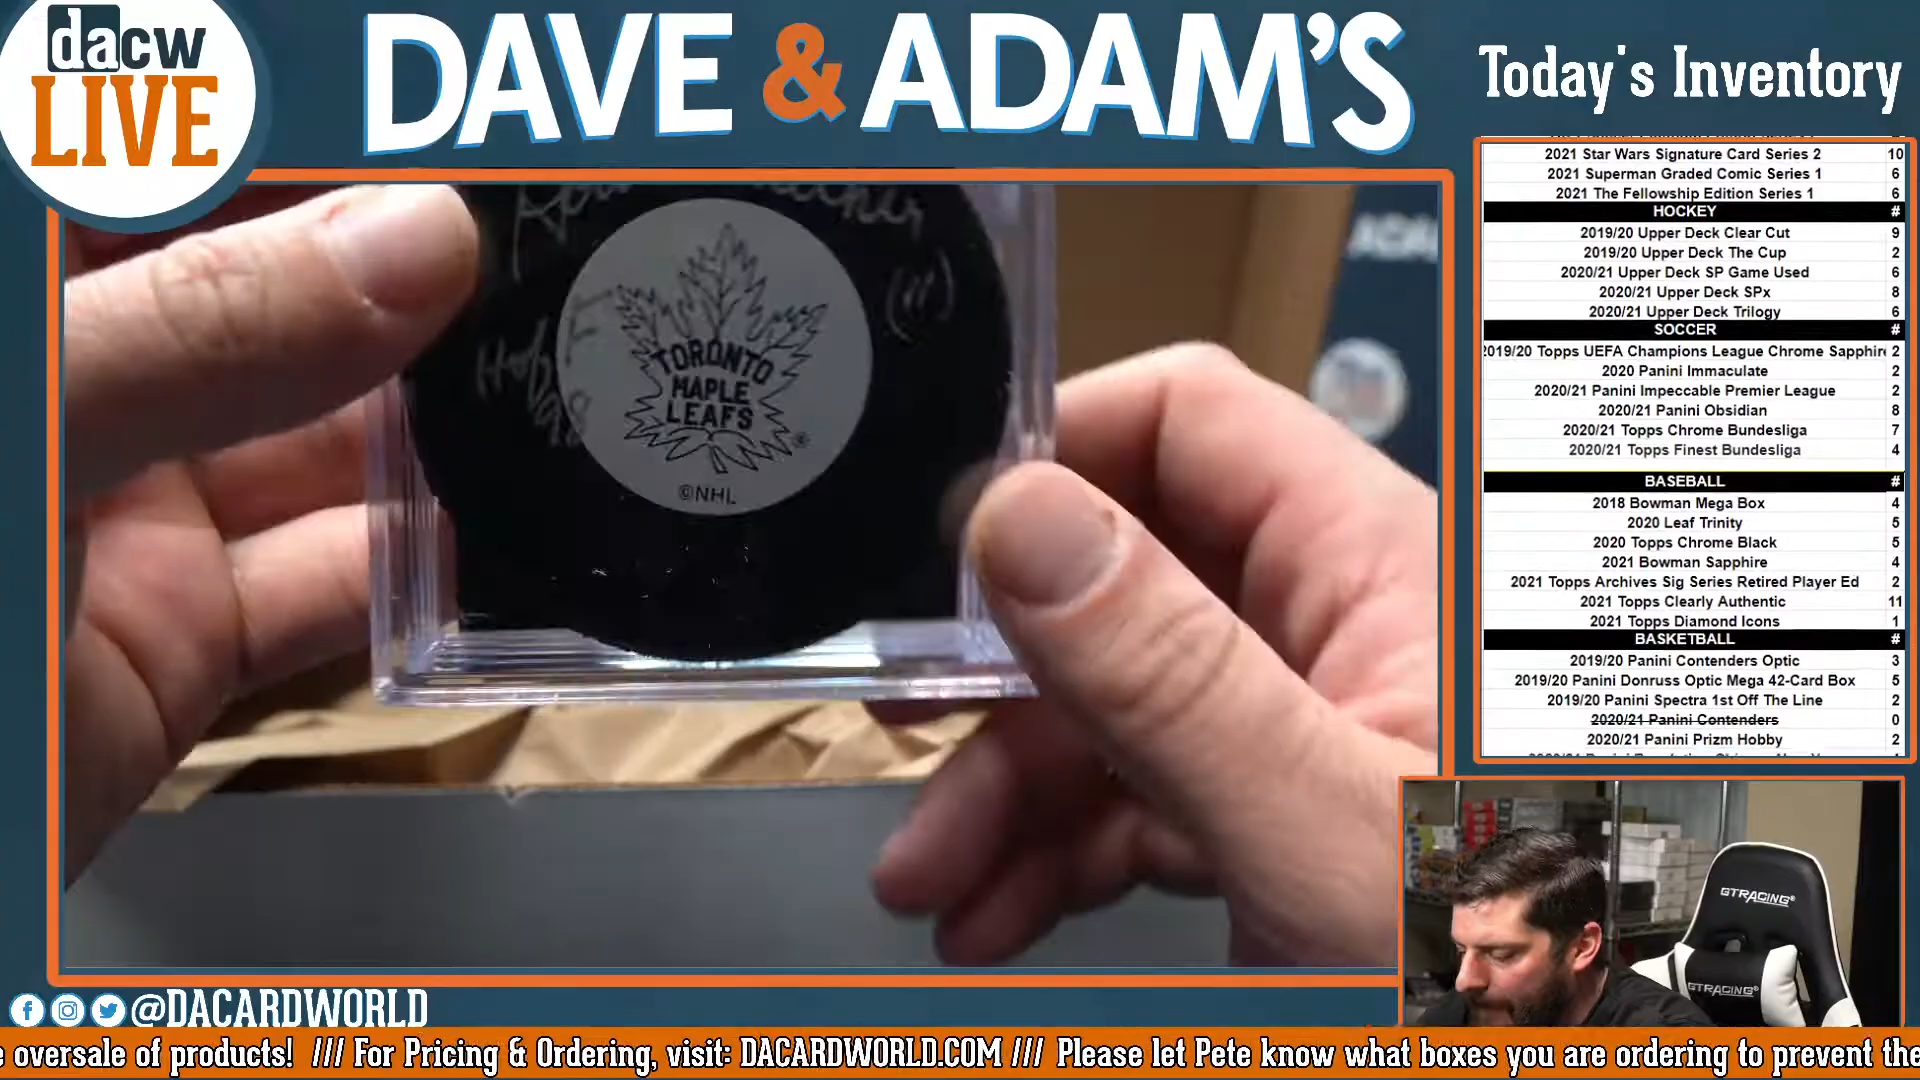 dacw
LIVE
DAVE & ADAM'S
Today's Inventory
2021 Star Wars Signature Card Series 2 10
2021 Superman Graded Comic Series 1 6
2021 The Fellowship Edition Series 1 6
HOCKEY #
2019/20 Upper Deck Clear Cut 9
2019/20 Upper Deck The Cup 2
2020/21 Upper Deck SP Game Used 6
2020/21 Upper Deck SPx 8
2020/21 Upper Deck Trilogy 6
SOCCER #
2019/20 Topps UEFA Champions League Chrome Sapphire 2
2020 Panini Immaculate 2
2020/21 Panini Impeccable Premier League 2
2020/21 Panini Obsidian 8
2020/21 Topps Chrome Bundesliga 7
2020/21 Topps Finest Bundesliga 4
BASEBALL #
2018 Bowman Mega Box 4
2020 Leaf Trinity 5
2020 Topps Chrome Black 5
2021 Bowman Sapphire 4
2021 Topps Archives Sig Series Retired Player Ed 2
2021 Topps Clearly Authentic 11
2021 Topps Diamond Icons 1
BASKETBALL #
2019/20 Panini Contenders Optic 3
2019/20 Panini Donruss Optic Mega 42-Card Box 5
2019/20 Panini Spectra 1st Off The Line 2
2020/21 Panini Contenders 0
2020/21 Panini Prizm Hobby 2
(11)
HofF
98
TORONTO
MAPLE
LEAFS
®
©NHL
GTRACING®
GTRACING®
@DACARDWORLD
oversale of products! /// For Pricing & Ordering, visit: DACARDWORLD.COM /// Please let Pete know what boxes you are ordering to prevent the